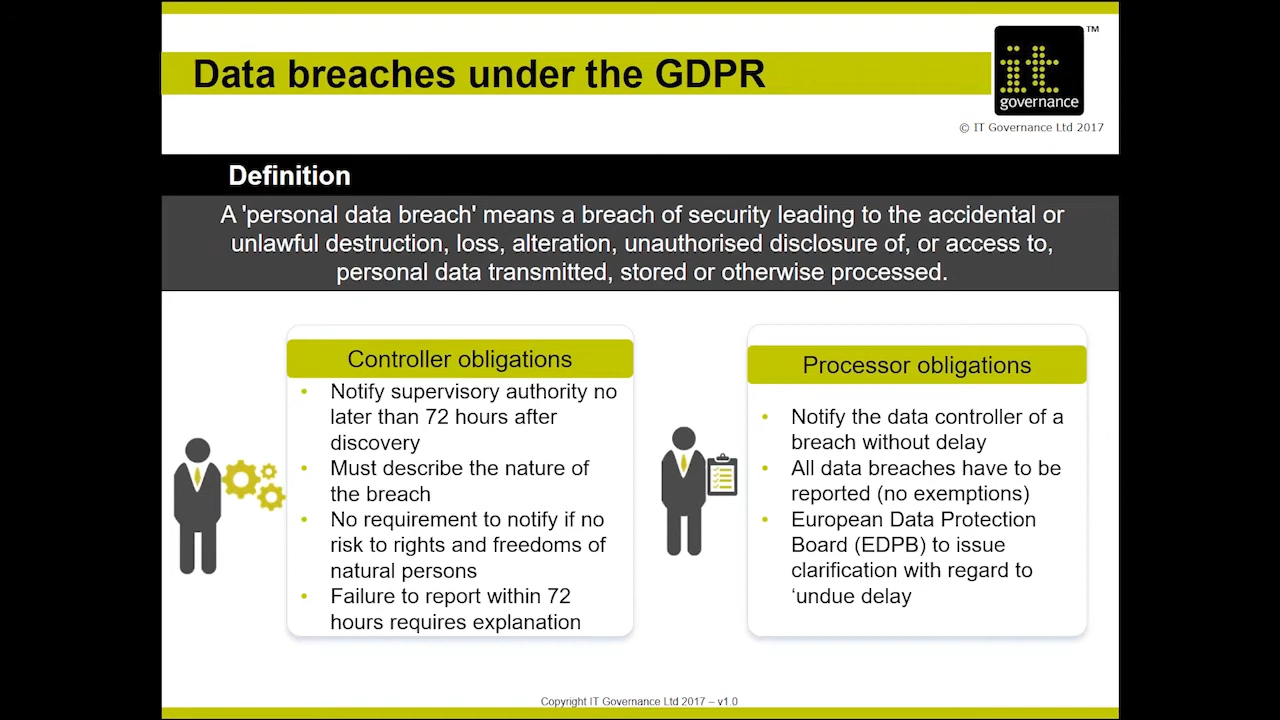 Data breaches under the GDPR
it
governance
TM
© IT Governance Ltd 2017
Definition
A 'personal data breach' means a breach of security leading to the accidental or
unlawful destruction, loss, alteration, unauthorised disclosure of, or access to,
personal data transmitted, stored or otherwise processed.
Controller obligations
• Notify supervisory authority no
later than 72 hours after
discovery
• Must describe the nature of
the breach
• No requirement to notify if no
risk to rights and freedoms of
natural persons
• Failure to report within 72
hours requires explanation
Processor obligations
• Notify the data controller of a
breach without delay
• All data breaches have to be
reported (no exemptions)
• European Data Protection
Board (EDPB) to issue
clarification with regard to
‘undue delay
Copyright IT Governance Ltd 2017 – v1.0